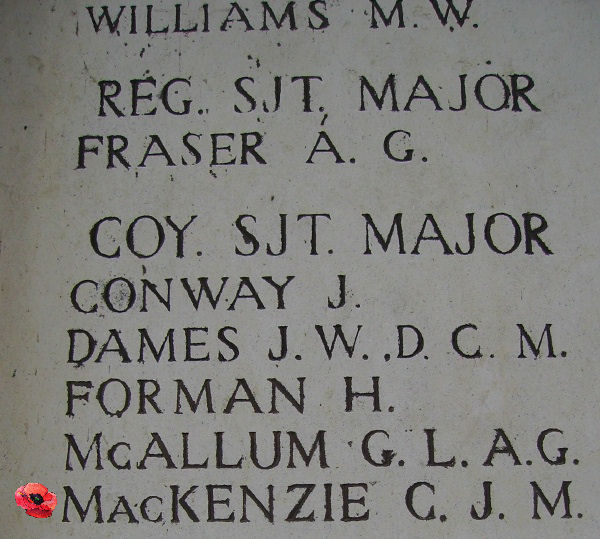 WILLIAMS M. W.
REG. SJT. MAJOR
FRASER A. G.
COY. SJT. MAJOR
CONWAY J.
DAMES J. W. , D. C. M.
FORMAN H.
McALLUM G. L. A. G.
MacKENZIE C. J. M.